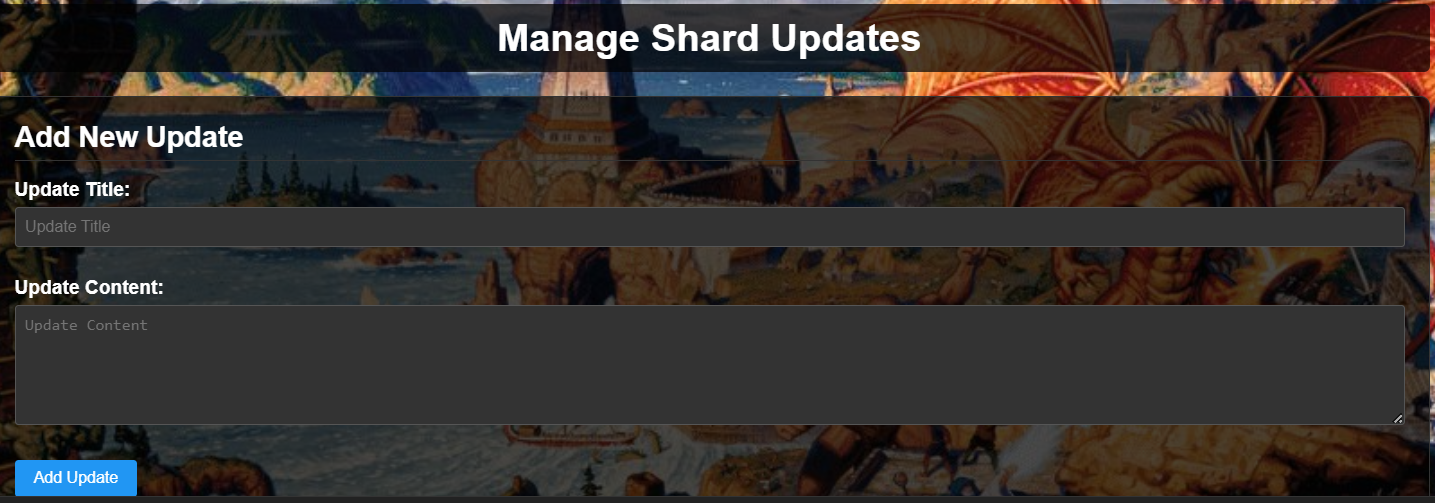 Manage Shard Updates
Add New Update
Update Title:
Update Title
Update Content:
Update Content
Add Update